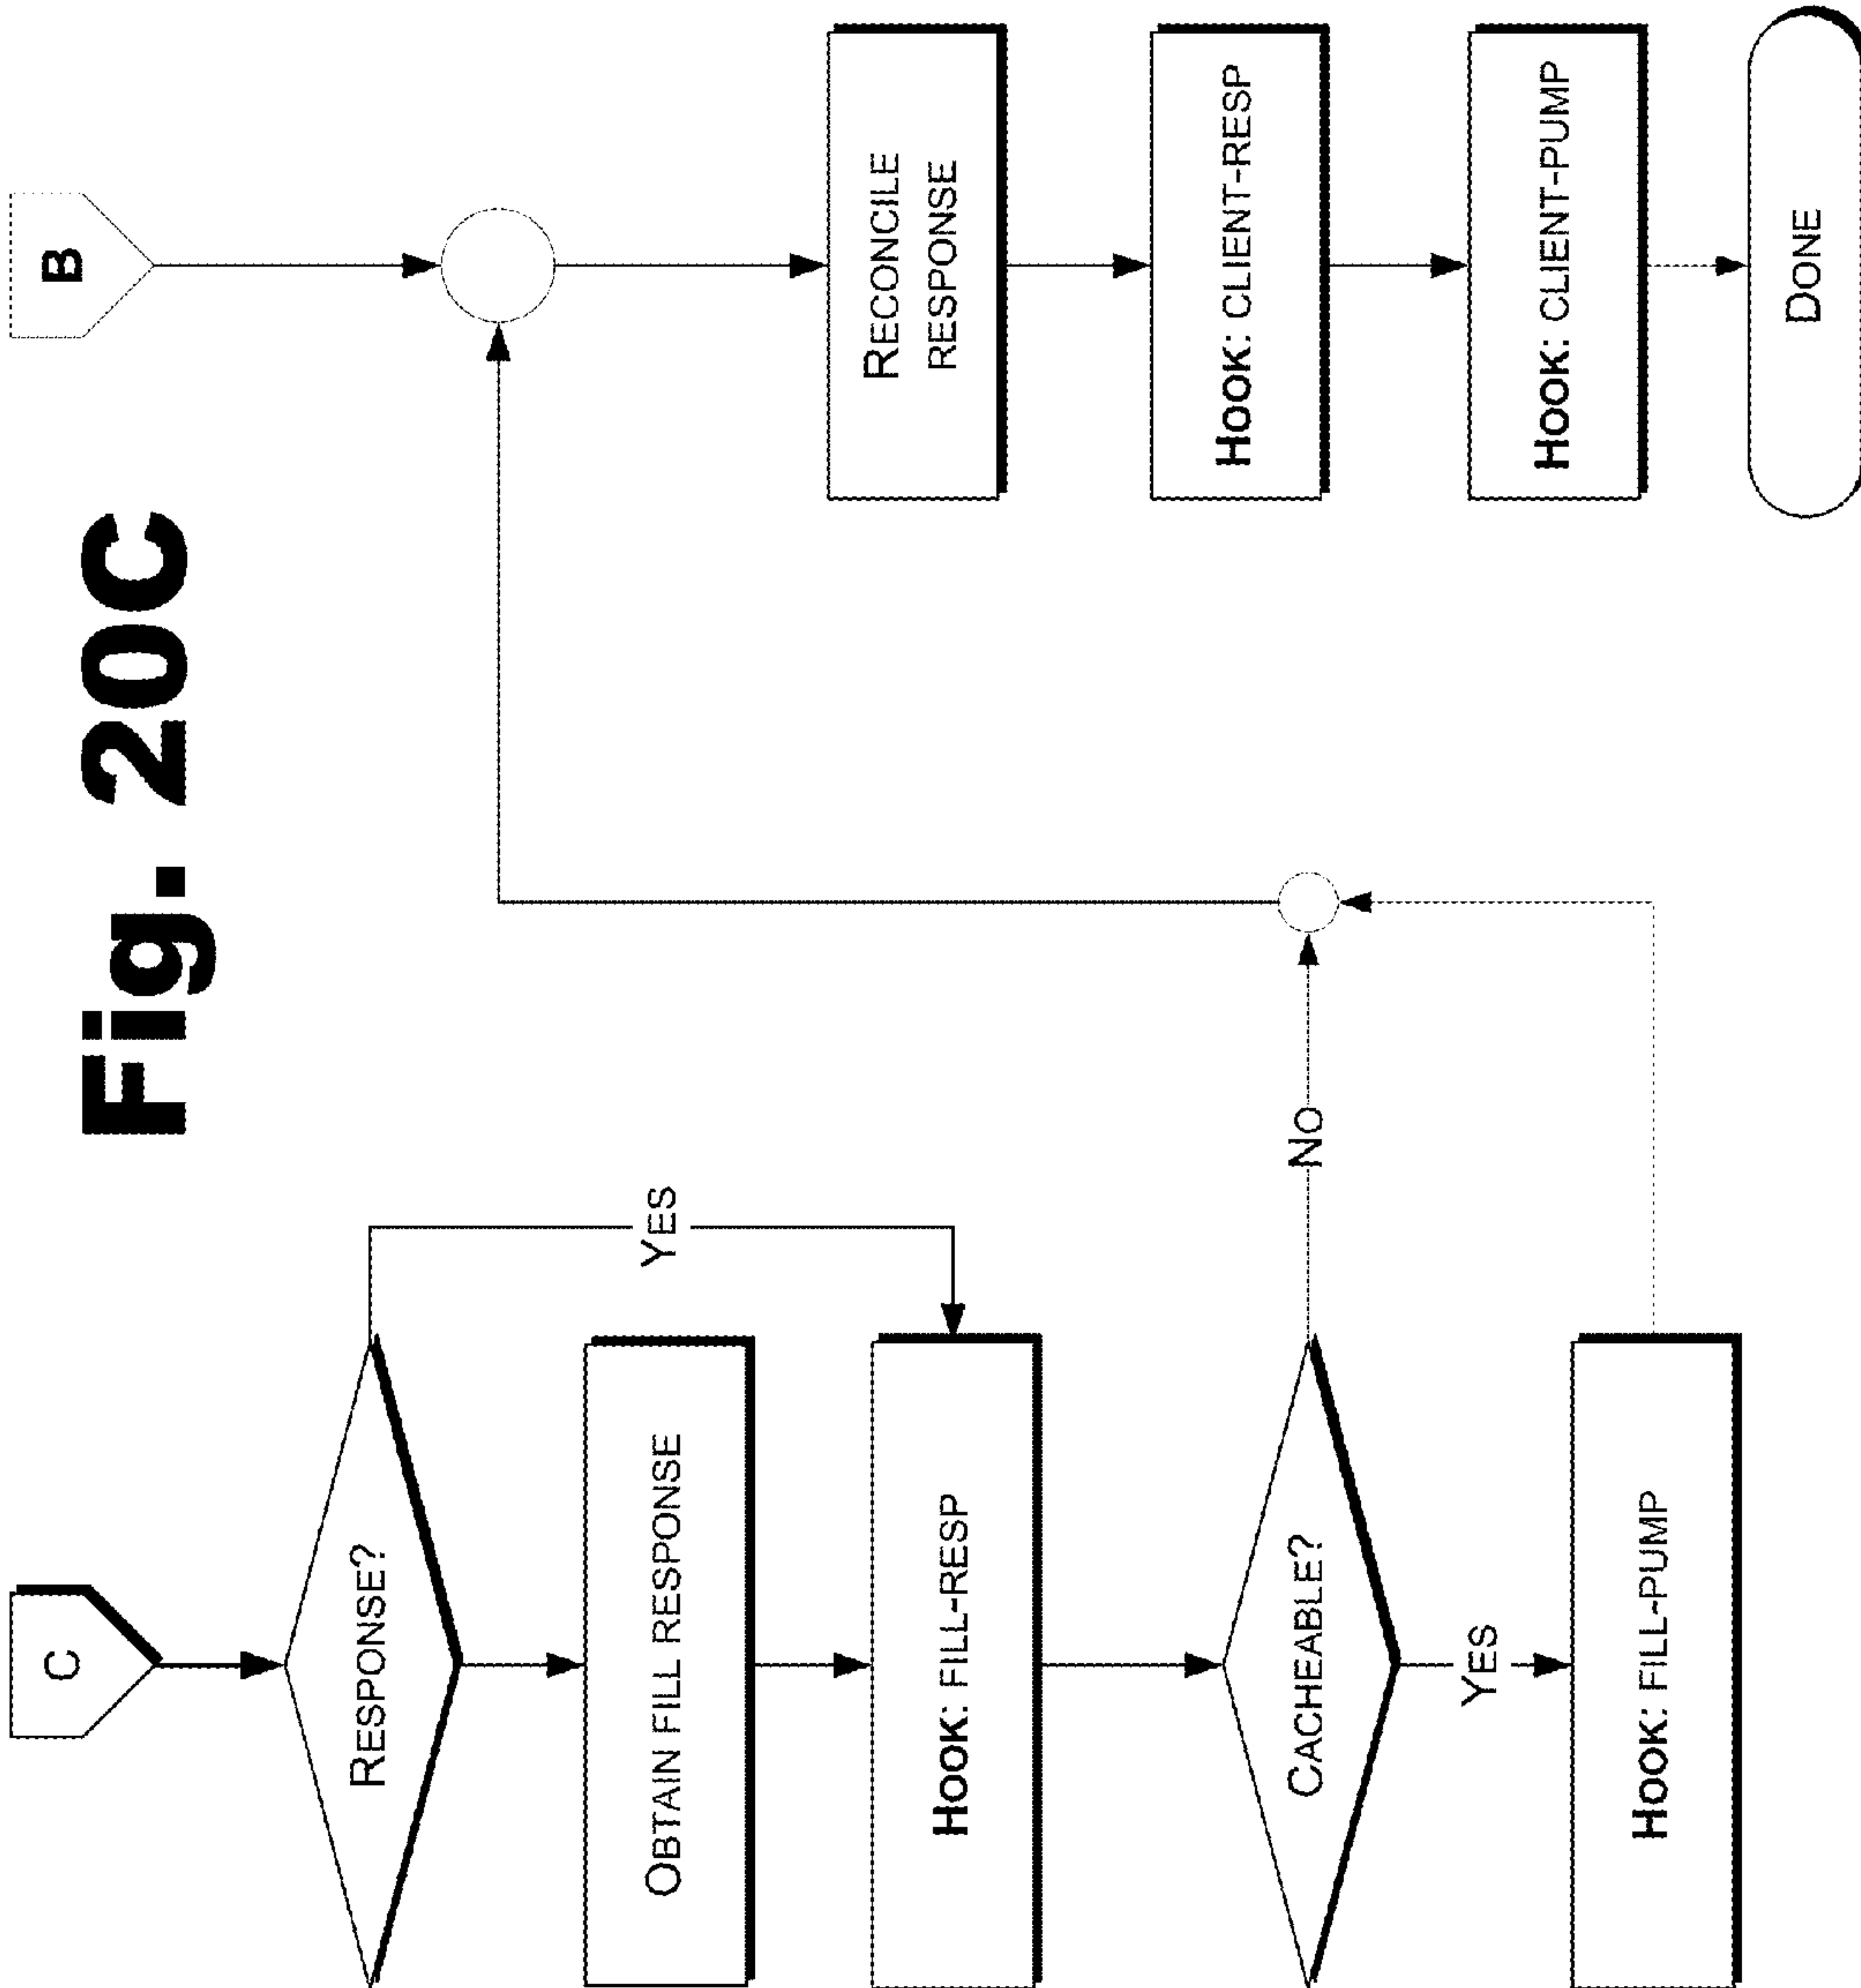 Fig. 20C
C
RESPONSE?
YES
OBTAIN FILL RESPONSE
HOOK: FILL-RESP
CACHEABLE?
NO
YES
HOOK: FILL-PUMP
B
RECONCILE
RESPONSE
HOOK: CLIENT-RESP
HOOK: CLIENT-PUMP
DONE